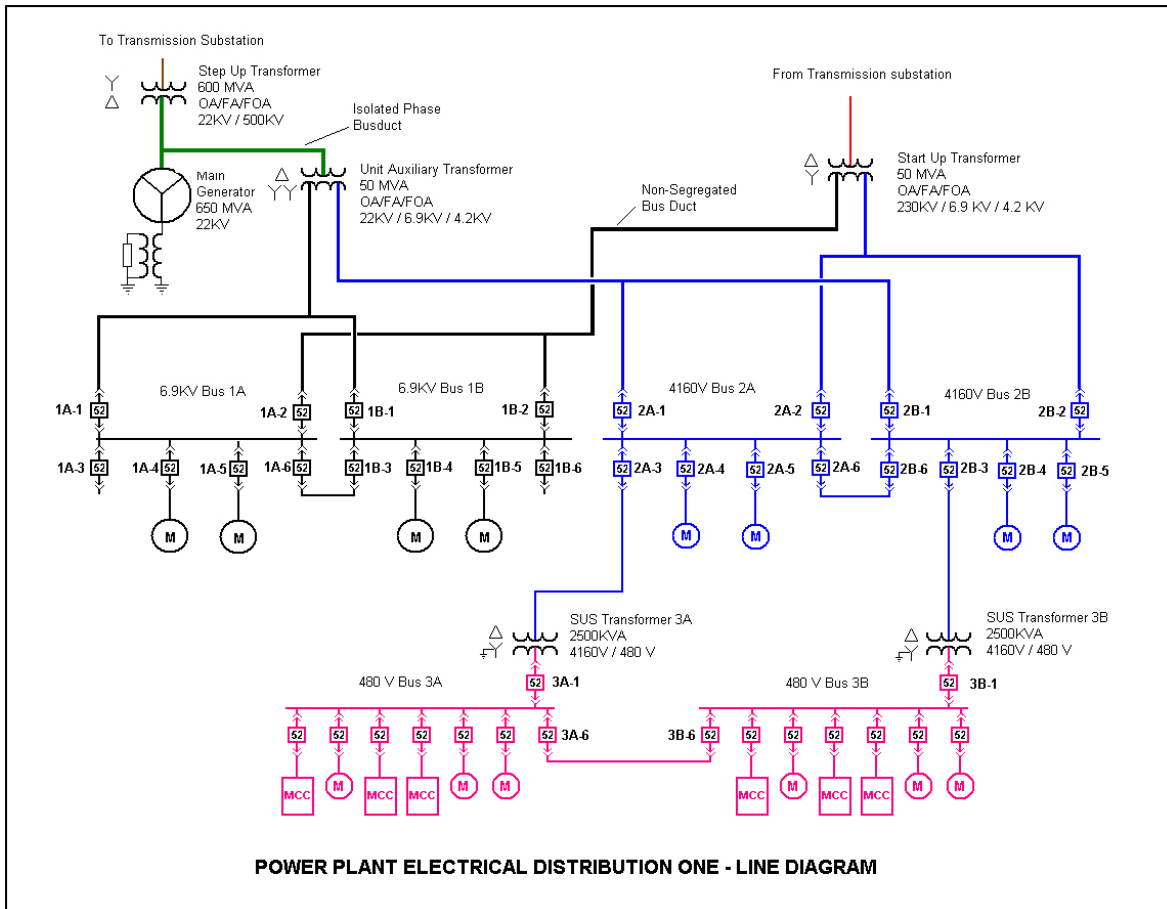 To Transmission Substation
Step Up Transformer
600 MVA
OA/FA/FOA
22KV / 500KV
From Transmission substation
Isolated Phase
Busduct
Main
Generator
650 MVA
22KV
Unit Auxiliary Transformer
50 MVA
OA/FA/FOA
22KV / 6.9KV / 4.2KV
Non-Segregated
Bus Duct
Start Up Transformer
50 MVA
OA/FA/FOA
230KV / 6.9 KV / 4.2 KV
6.9KV Bus 1A
6.9KV Bus 1B
4160V Bus 2A
4160V Bus 2B
1A-1 52
1A-2 52
52 1B-1
1B-2 52
52 2A-1
2A-2 52
52 2B-1
2B-2 52
1A-3 52
1A-4 52
1A-5 52
1A-6 52
52 1B-3
52 1B-4
52 1B-5
52 1B-6
52 2A-3
52 2A-4
52 2A-5
52 2A-6
52 2B-6
52 2B-3
52 2B-4
52 2B-5
M M M M M M M M
SUS Transformer 3A
2500KVA
4160V / 480 V
SUS Transformer 3B
2500KVA
4160V / 480 V
480 V Bus 3A
52 3A-1
480 V Bus 3B
52 3B-1
52 52 52 52 52 52 52 3A-6
3B-6 52 52 52 52 52 52 52
MCC M MCC MCC M M
MCC M MCC MCC M M
POWER PLANT ELECTRICAL DISTRIBUTION ONE - LINE DIAGRAM